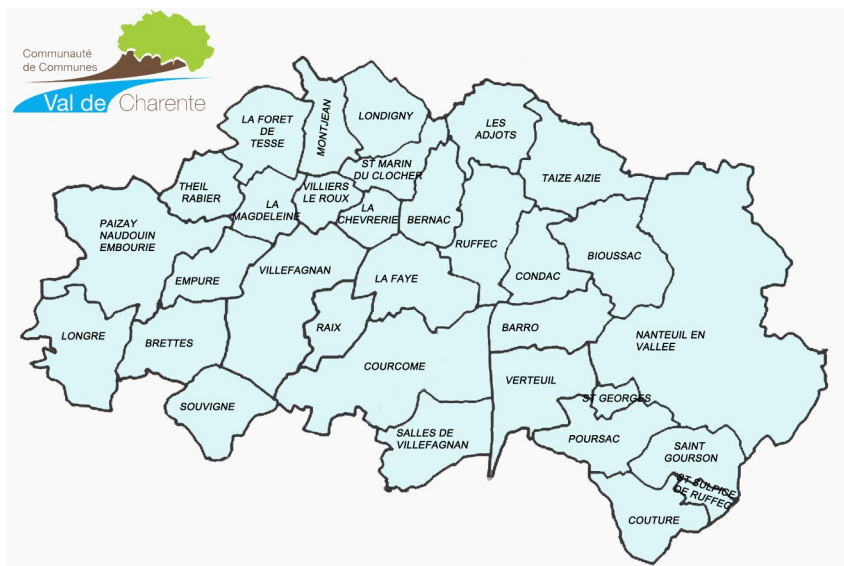 Communauté
de Communes
Val de Charente
LONDIGNY
LES
ADJOTS
LA FORET
DE
TESSE
MONTJEAN
ST MARIN
DU CLOCHER
TAIZE AIZIE
THEIL
RABIER
VILLIERS
LE ROUX
LA
MAGDELEINE
LA
CHEVRERIE
BERNAC
PAIZAY
NAUDOUIN
EMBOURIE
RUFFEC
BIOUSSAC
VILLEFAGNAN
EMPURE
LA FAYE
CONDAC
LONGRE
BRETTES
RAIX
BARRO
NANTEUIL EN
VALLEE
COURCOME
VERTEUIL
ST GEORGES
SOUVIGNE
SALLES DE
VILLEFAGNAN
POURSAC
SAINT
GOURSON
ST SULPICE
DE RUFFEC
COUTURE